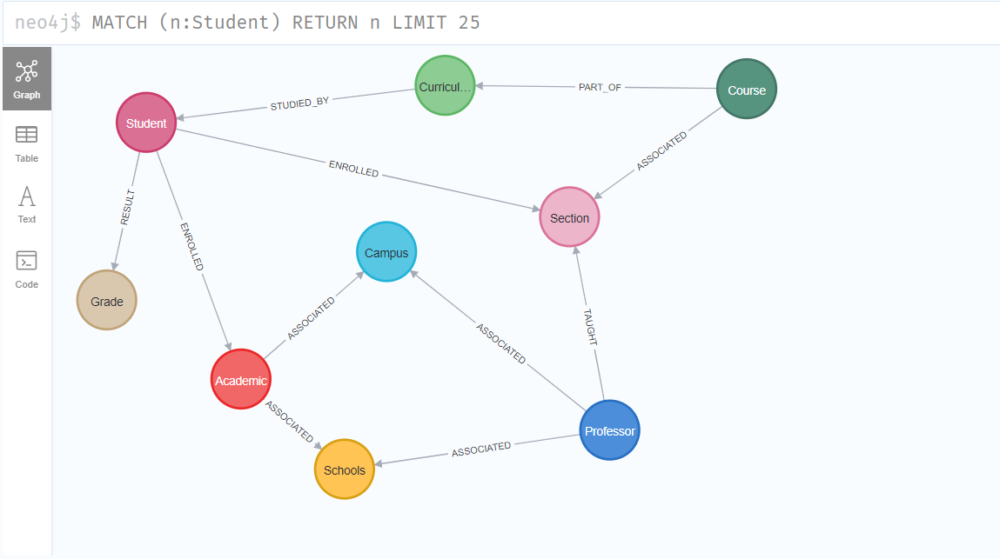 neo4j$ MATCH (n:Student) RETURN n LIMIT 25
Graph
Table
Text
Code
Curricul...
Course
PART_OF
STUDIED_BY
Student
ASSOCIATED
ENROLLED
RESULT
Section
ENROLLED
Campus
Grade
ASSOCIATED
TAUGHT
ASSOCIATED
Academic
ASSOCIATED
Professor
ASSOCIATED
Schools